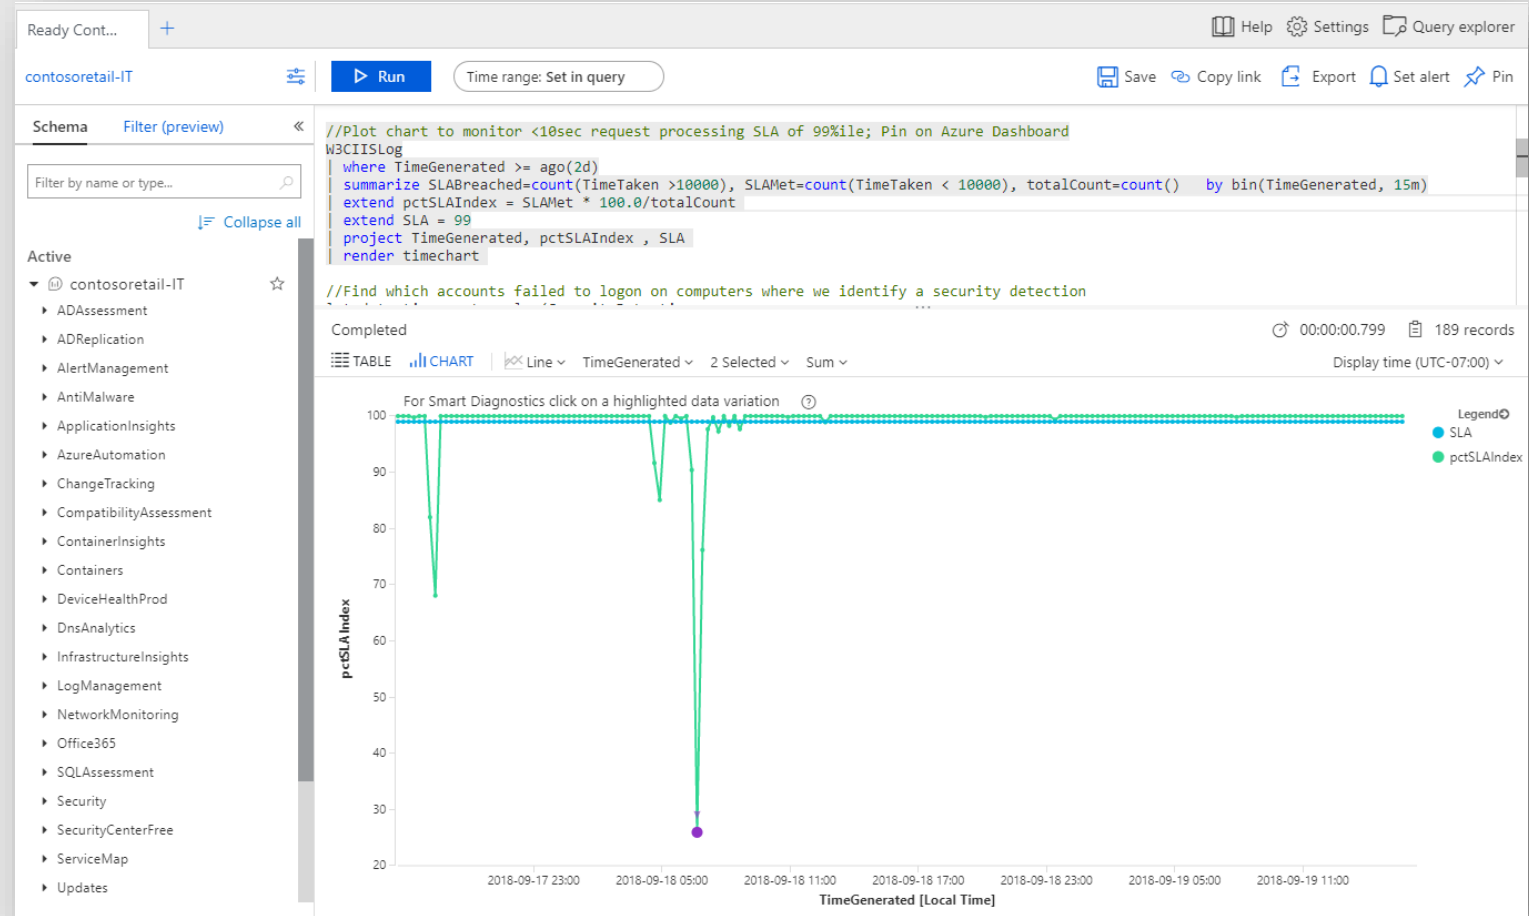 Ready Cont...
Help Settings Query explorer
contosoretail-IT
Run
Time range: Set in query
Save Copy link Export Set alert Pin
Schema Filter (preview)
Filter by name or type...
Collapse all
Active
contosoretail-IT
ADAssessment
ADReplication
AlertManagement
AntiMalware
ApplicationInsights
AzureAutomation
ChangeTracking
CompatibilityAssessment
ContainerInsights
Containers
DeviceHealthProd
DnsAnalytics
InfrastructureInsights
LogManagement
NetworkMonitoring
Office365
SQLAssessment
Security
SecurityCenterFree
ServiceMap
Updates
//Plot chart to monitor <10sec request processing SLA of 99%ile; Pin on Azure Dashboard
W3CIISLog
| where TimeGenerated >= ago(2d)
| summarize SLABreached=count(TimeTaken >10000), SLAMet=count(TimeTaken < 10000), totalCount=count() by bin(TimeGenerated, 15m)
| extend pctSLAIndex = SLAMet * 100.0/totalCount
| extend SLA = 99
| project TimeGenerated, pctSLAIndex , SLA
| render timechart
//Find which accounts failed to logon on computers where we identify a security detection
Completed
00:00:00.799 189 records
TABLE CHART Line TimeGenerated 2 Selected Sum
Display time (UTC-07:00)
For Smart Diagnostics click on a highlighted data variation
Legend
SLA
pctSLAIndex
100
90
80
70
60
50
40
30
20
pctSLAIndex
2018-09-17 23:00 2018-09-18 05:00 2018-09-18 11:00 2018-09-18 17:00 2018-09-18 23:00 2018-09-19 05:00 2018-09-19 11:00
TimeGenerated [Local Time]